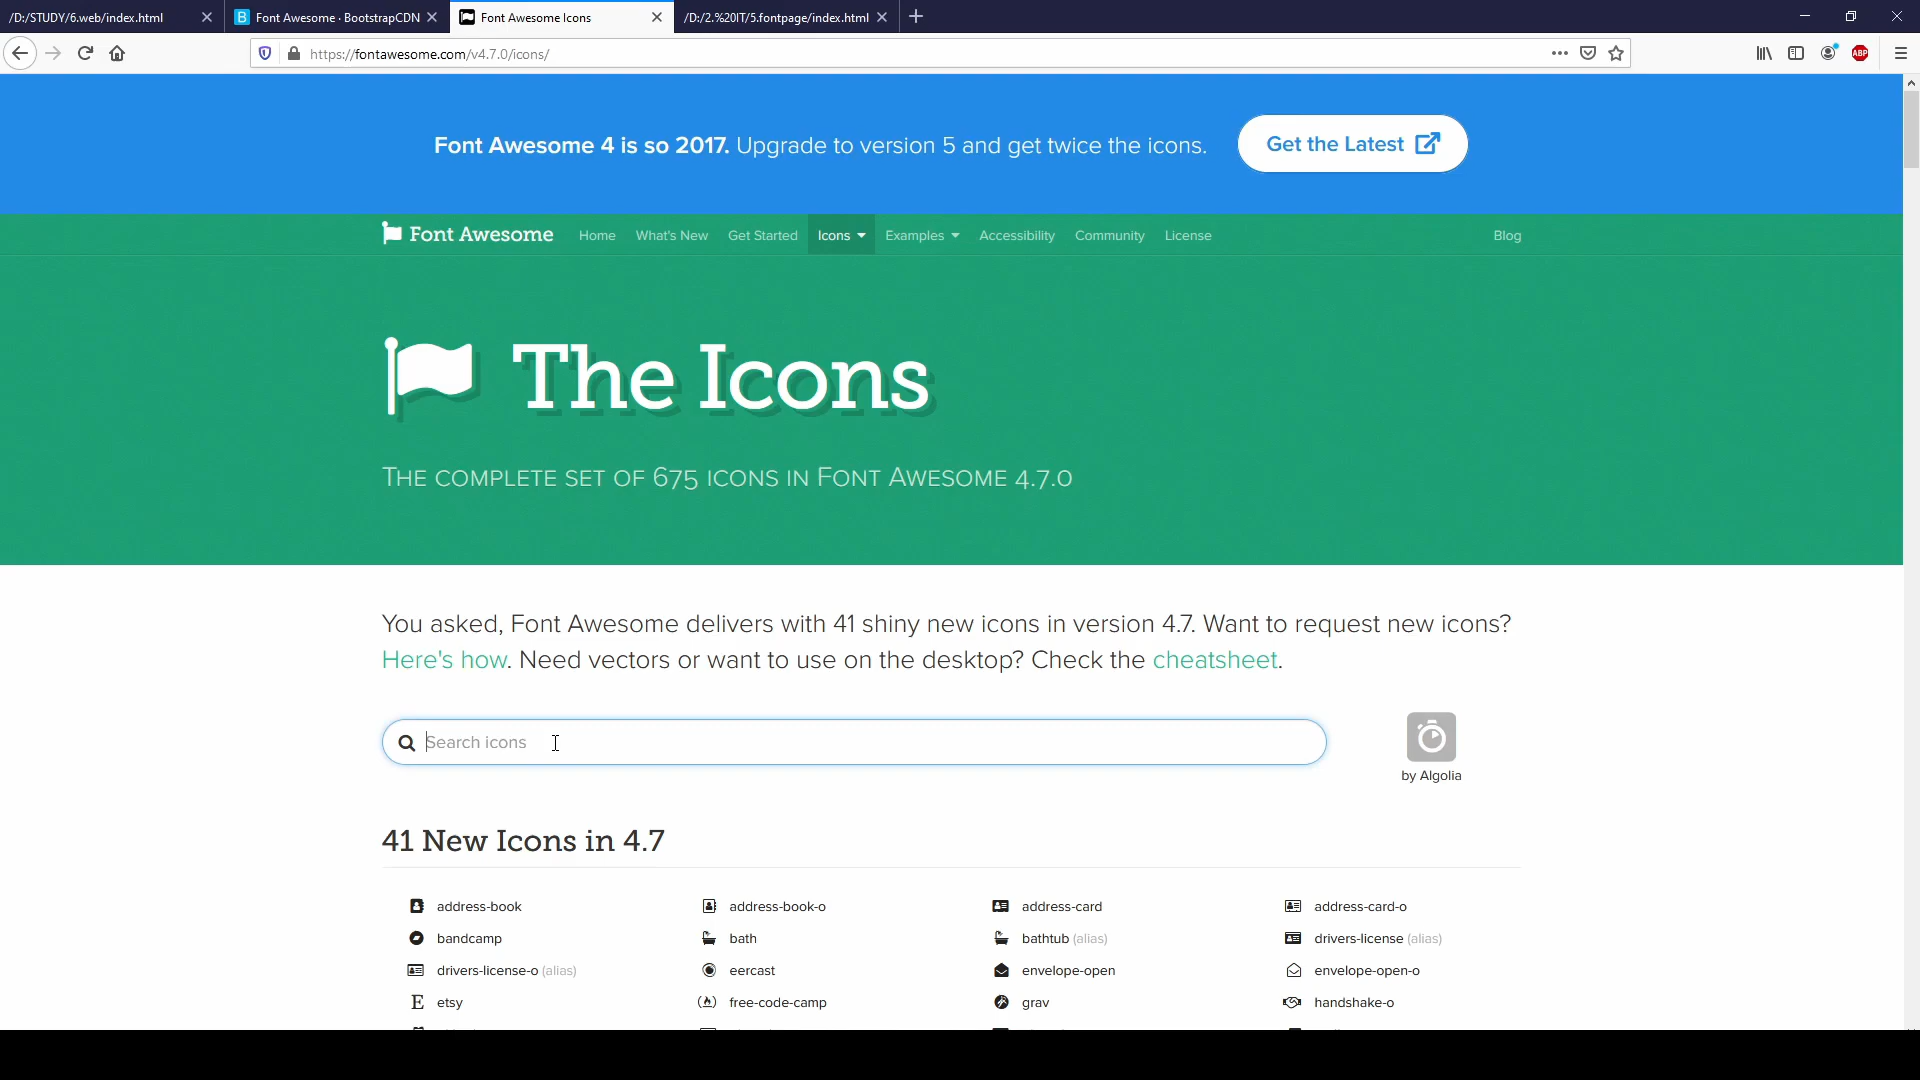 /D:/STUDY/6.web/index.html
Font Awesome · BootstrapCDN
Font Awesome Icons
/D:/2.%20IT/5.fontpage/index.html
https://fontawesome.com/v4.7.0/icons/
ABP
Font Awesome 4 is so 2017. Upgrade to version 5 and get twice the icons.
Get the Latest
Font Awesome
Home
What's New
Get Started
Icons
Examples
Accessibility
Community
License
Blog
The Icons
The complete set of 675 icons in Font Awesome 4.7.0
You asked, Font Awesome delivers with 41 shiny new icons in version 4.7. Want to request new icons?
Here's how. Need vectors or want to use on the desktop? Check the cheatsheet.
Search icons
by Algolia
41 New Icons in 4.7
address-book
address-book-o
address-card
address-card-o
bandcamp
bath
bathtub (alias)
drivers-license (alias)
drivers-license-o (alias)
eercast
envelope-open
envelope-open-o
etsy
free-code-camp
grav
handshake-o